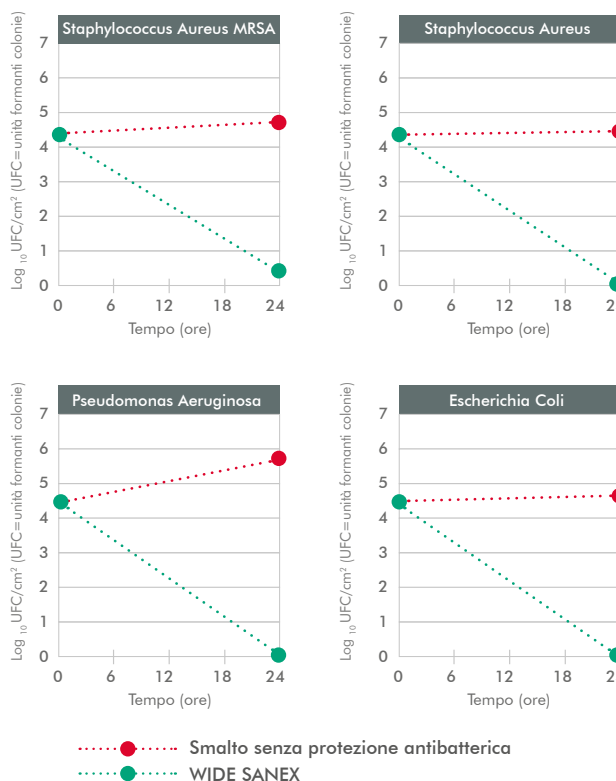 Staphylococcus Aureus MRSA
Log 10 UFC/cm² (UFC=unità formanti colonie)
7
6
5
4
3
2
1
0
0 6 12 18 24
Tempo (ore)
Staphylococcus Aureus
Log 10 UFC/cm² (UFC=unità formanti colonie)
7
6
5
4
3
2
1
0
0 6 12 18 2
Tempo (ore)
Pseudomonas Aeruginosa
Log 10 UFC/cm² (UFC=unità formanti colonie)
7
6
5
4
3
2
1
0
0 6 12 18 24
Tempo (ore)
Escherichia Coli
Log 10 UFC/cm² (UFC=unità formanti colonie)
7
6
5
4
3
2
1
0
0 6 12 18 2
Tempo (ore)
Smalto senza protezione antibatterica
WIDE SANEX